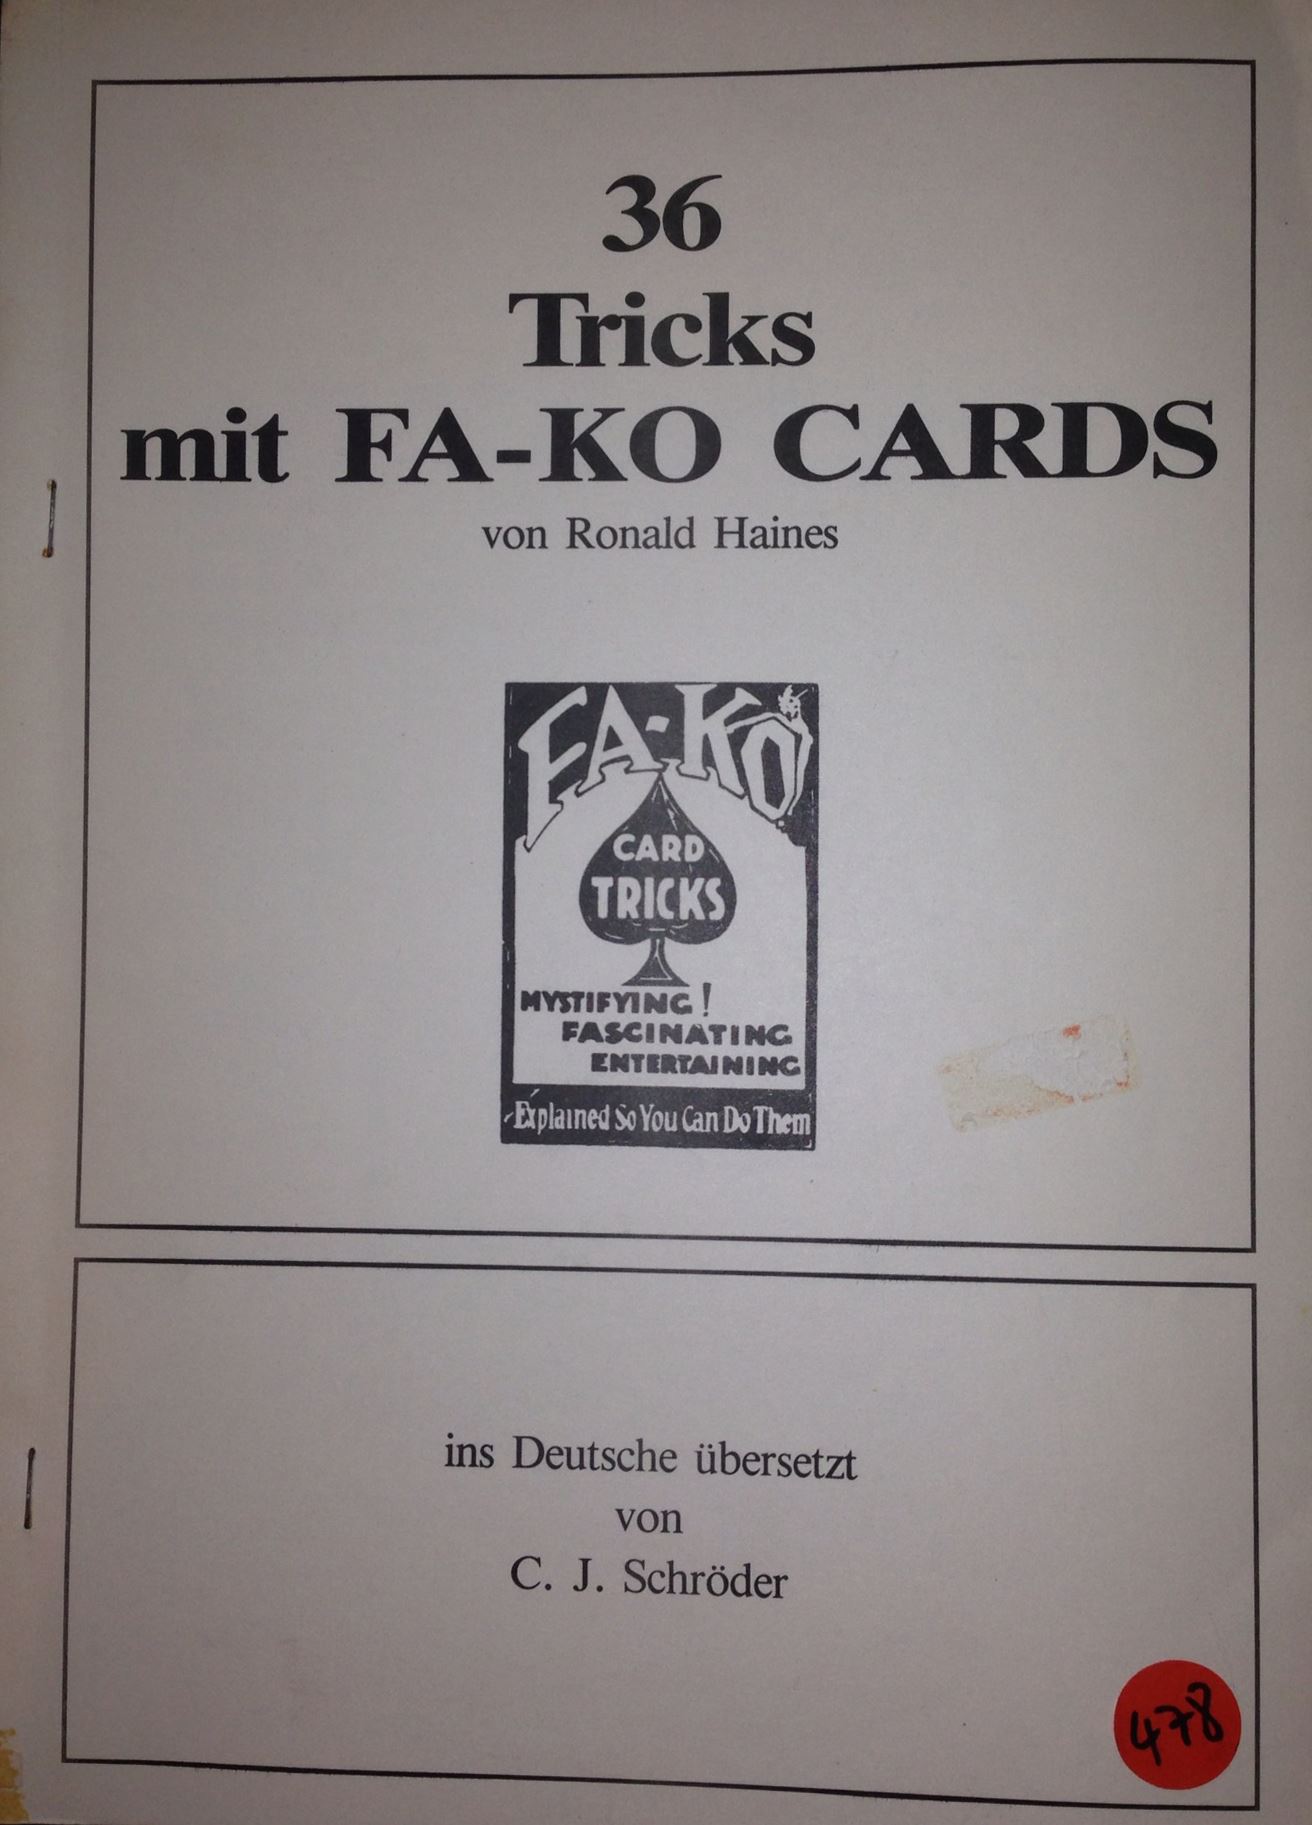 36
Tricks
mit FA-KO CARDS
von Ronald Haines
FA-KO
CARD
TRICKS
MYSTIFYING!
FASCINATING
ENTERTAINING
Explained So You Can Do Them
ins Deutsche übersetzt
von
C. J. Schröder
478